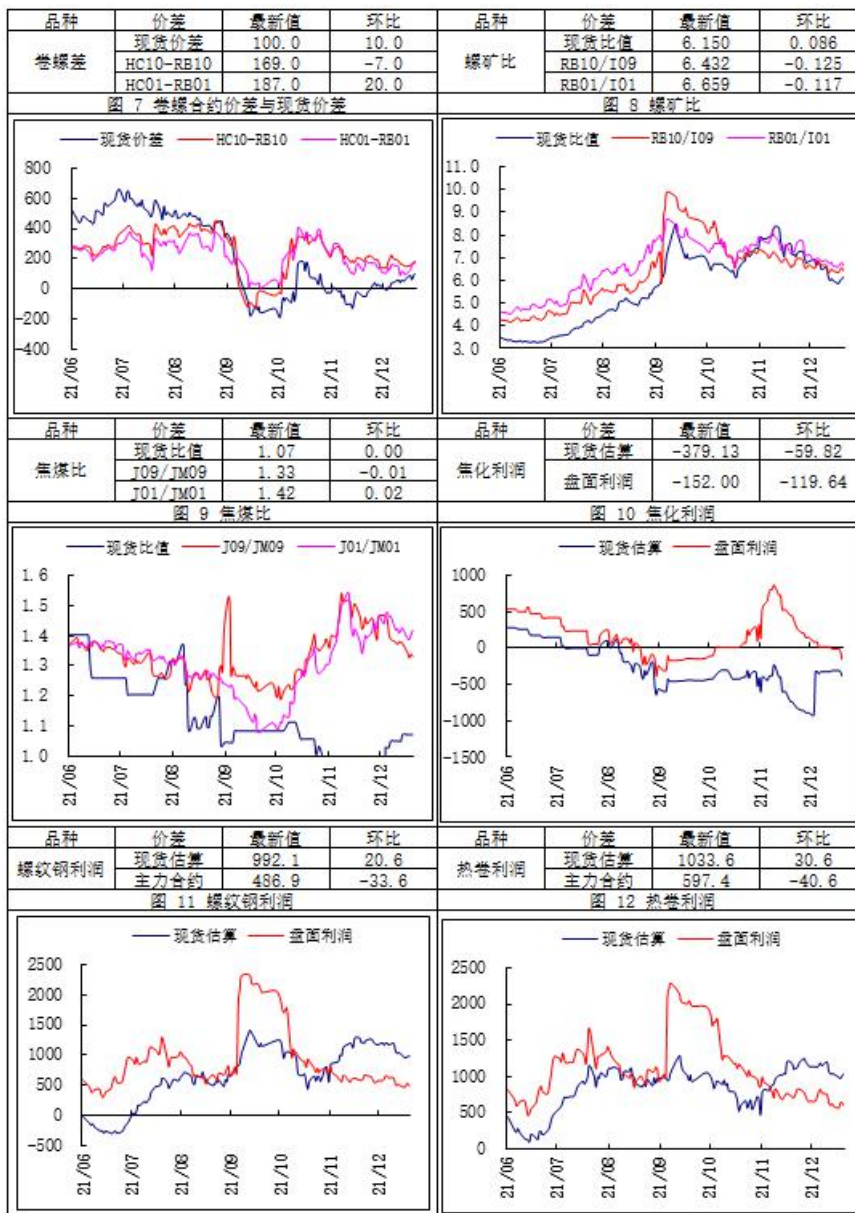 品种 价差 最新值 环比
卷螺差 现货价差 100.0 10.0
HC10-RB10 169.0 -7.0
HC01-RB01 187.0 20.0
品种 价差 最新值 环比
螺矿比 现货比值 6.150 0.086
RB10/I09 6.432 -0.125
RB01/I01 6.659 -0.117
图 7 卷螺合约价差与现货价差
现货价差 HC10-RB10 HC01-RB01
800
600
400
200
0
-200
-400
21/06 21/07 21/08 21/09 21/10 21/11 21/12
图 8 螺矿比
现货比值 RB10/I09 RB01/I01
11.0
10.0
9.0
8.0
7.0
6.0
5.0
4.0
3.0
21/06 21/07 21/08 21/09 21/10 21/11 21/12
品种 价差 最新值 环比
焦煤比 现货比值 1.07 0.00
J09/JM09 1.33 -0.01
J01/JM01 1.42 0.02
品种 价差 最新值 环比
焦化利润 现货估算 -379.13 -59.82
盘面利润 -152.00 -119.64
图 9 焦煤比
现货比值 J09/JM09 J01/JM01
1.6
1.5
1.4
1.3
1.2
1.1
1.0
21/06 21/07 21/08 21/09 21/10 21/11 21/12
图 10 焦化利润
现货估算 盘面利润
1000
500
0
-500
-1000
-1500
21/06 21/07 21/08 21/09 21/10 21/11 21/12
品种 价差 最新值 环比
螺纹钢利润 现货估算 992.1 20.6
主力合约 486.9 -33.6
品种 价差 最新值 环比
热卷利润 现货估算 1033.6 30.6
主力合约 597.4 -40.6
图 11 螺纹钢利润
现货估算 盘面利润
2500
2000
1500
1000
500
0
-500
21/06 21/07 21/08 21/09 21/10 21/11 21/12
图 12 热卷利润
现货估算 盘面利润
2500
2000
1500
1000
500
0
21/06 21/07 21/08 21/09 21/10 21/11 21/12